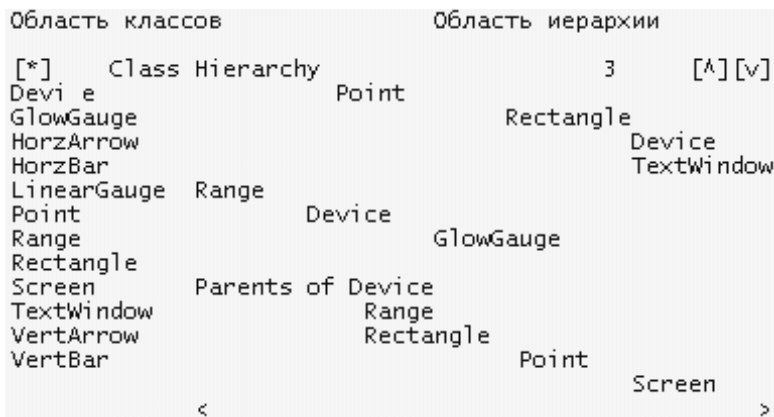 Область классов Область иерархии
[*] Class Hierarchy 3 [^][v]
Devi e Point
GlowGauge Rectangle
HorzArrow Device
HorzBar TextWindow
LinearGauge Range
Point Device
Range GlowGauge
Rectangle
Screen Parents of Device
TextWindow Range
VertArrow Rectangle
VertBar Point
Screen
< >